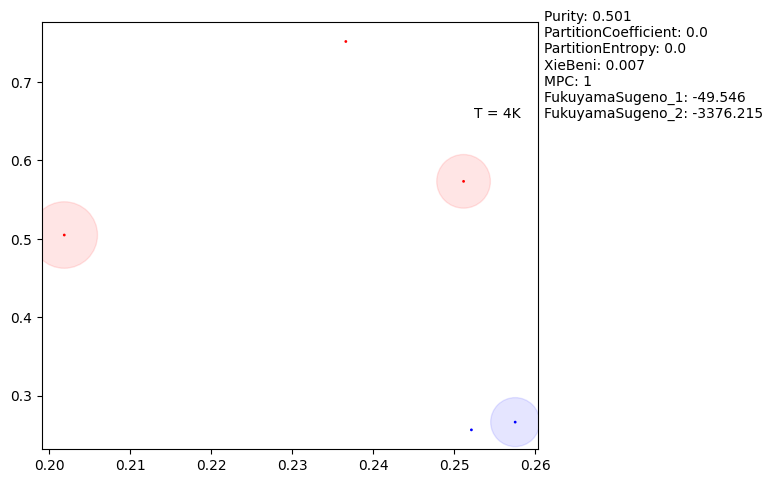 Purity: 0.501
PartitionCoefficient: 0.0
PartitionEntropy: 0.0
XieBeni: 0.007
MPC: 1
FukuyamaSugeno_1: -49.546
FukuyamaSugeno_2: -3376.215
T = 4K
0.7
0.6
0.5
0.4
0.3
0.20 0.21 0.22 0.23 0.24 0.25 0.26